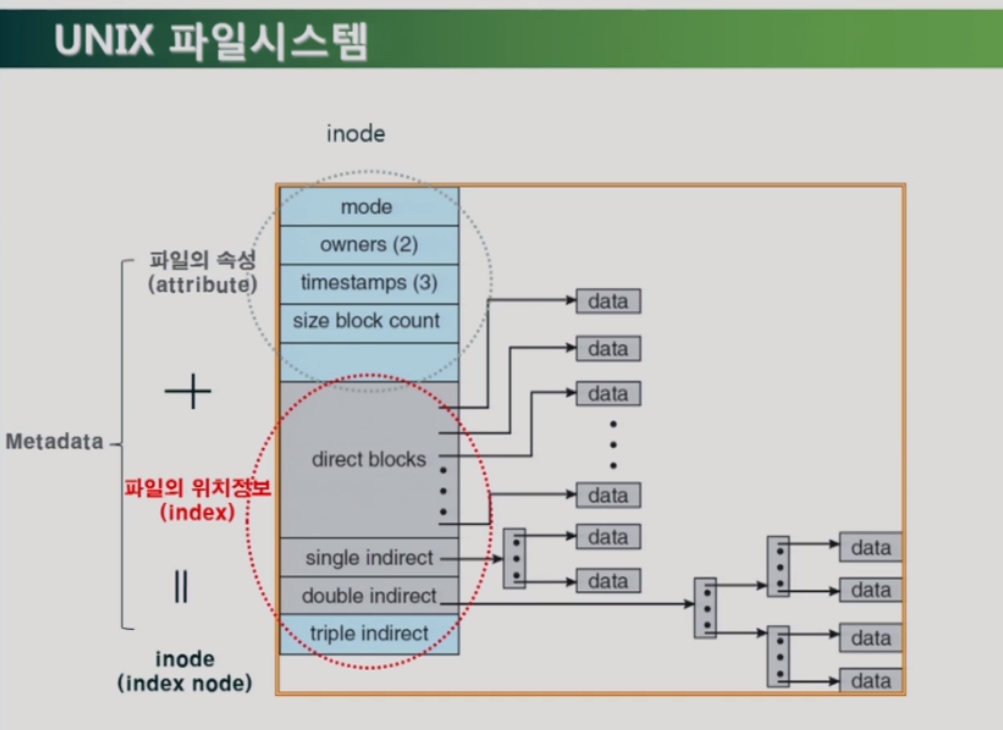 UNIX 파일시스템
inode
mode
owners (2)
timestamps (3)
size block count
direct blocks
single indirect
double indirect
triple indirect
파일의 속성
(attribute)
Metadata
파일의 위치정보
(index)
inode
(index node)
data
data
data
data
data
data
data
data
data
data